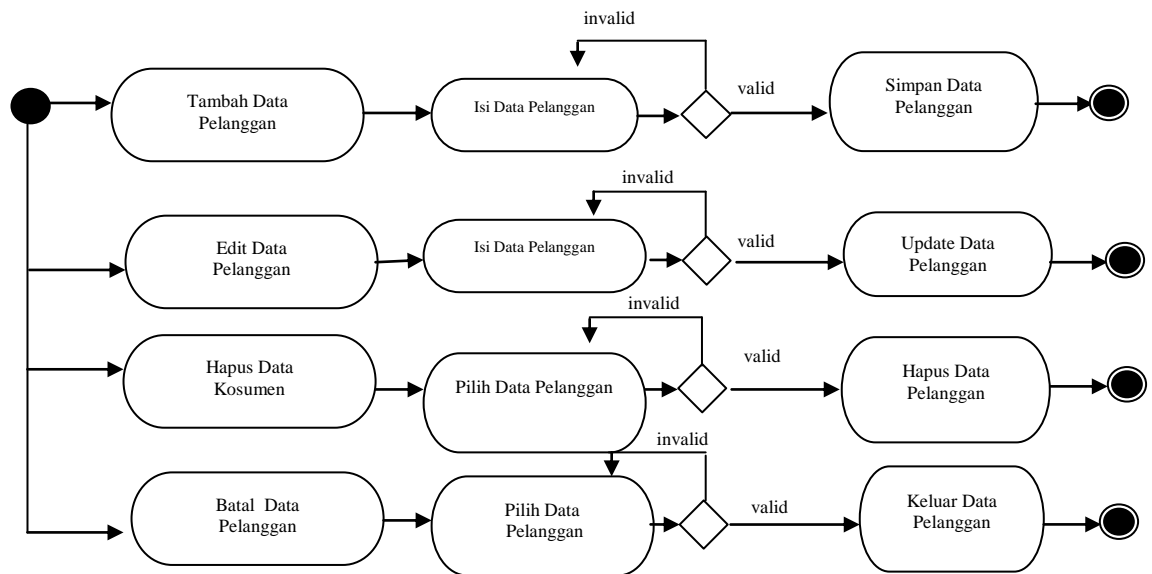 invalid
Tambah Data
Pelanggan
Isi Data Pelanggan
valid
Simpan Data
Pelanggan
invalid
Edit Data
Pelanggan
Isi Data Pelanggan
valid
Update Data
Pelanggan
invalid
Hapus Data
Kosumen
Pilih Data Pelanggan
valid
Hapus Data
Pelanggan
invalid
Batal Data
Pelanggan
Pilih Data
Pelanggan
valid
Keluar Data
Pelanggan